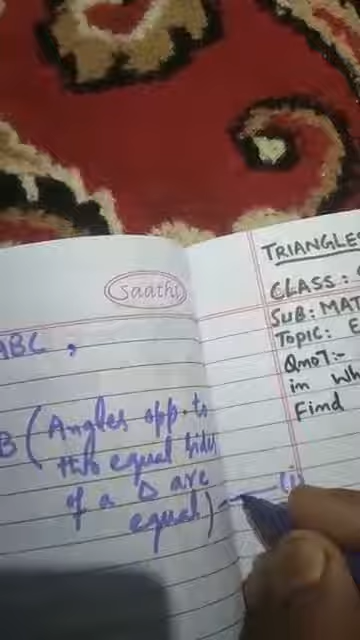 Saathi
ABC,
B (Angles opp. to
two equal sides
of a Δ are
equal) — (i)
TRIANGLES
CLASS :
SUB: MAT
TOPIC: E
Qno7:-
in Wh
Find